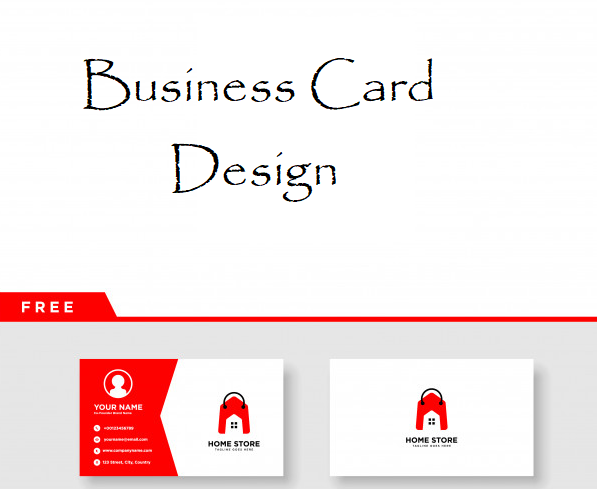 Business Card
Design
FREE
YOUR NAME
Co-Founder Brand Name
+00123456789
yourname@email.com
www.companyname.com
123 Street, City, Country
HOME STORE
TAGLINE GOES HERE
HOME STORE
TAGLINE GOES HERE